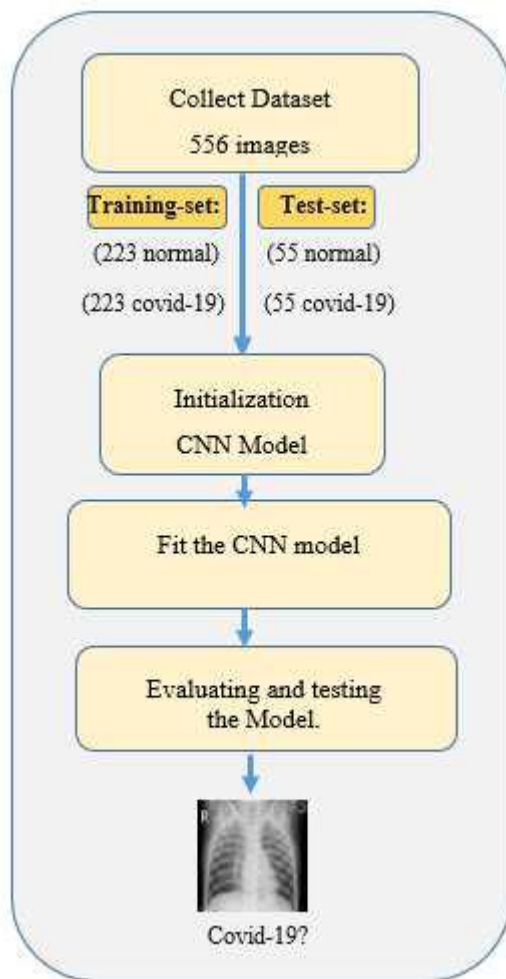 Collect Dataset
556 images
Training-set:
(223 normal)
(223 covid-19)
Test-set:
(55 normal)
(55 covid-19)
Initialization
CNN Model
Fit the CNN model
Evaluating and testing
the Model.
R
Covid-19?